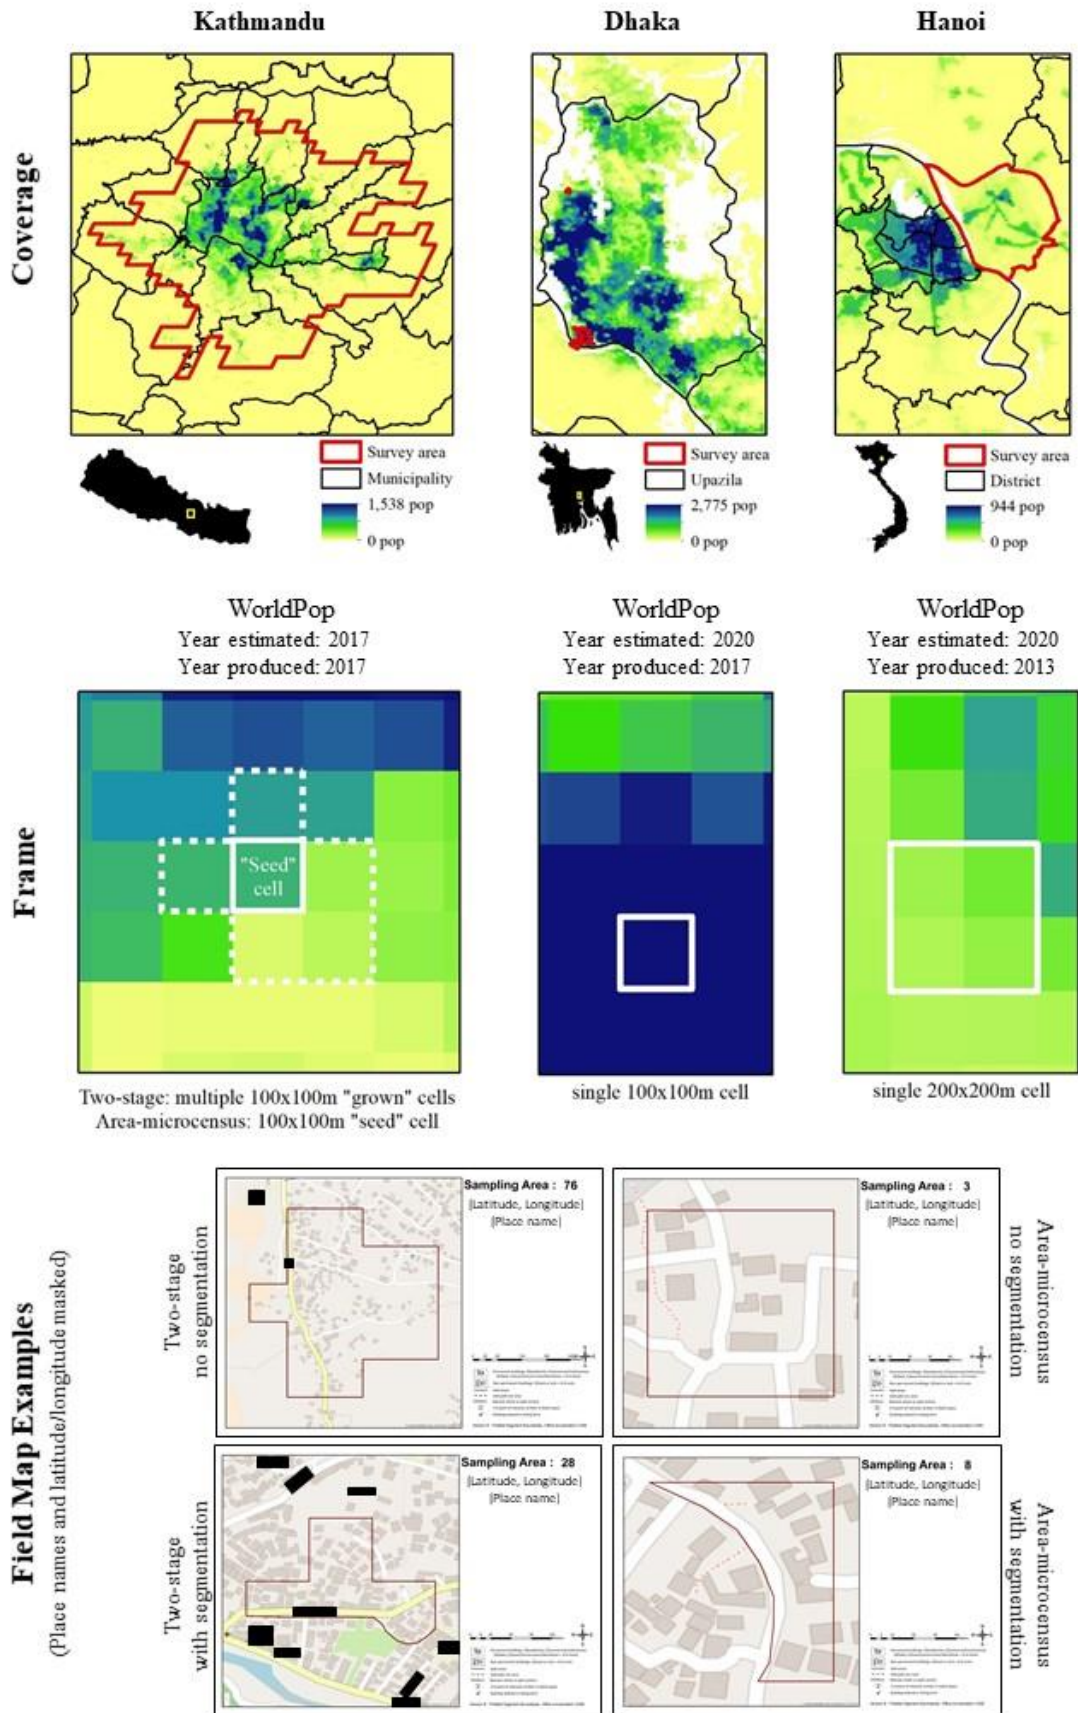 Kathmandu
Dhaka
Hanoi
Coverage
Survey area
Municipality
1,538 pop
0 pop
Survey area
Upazila
2,775 pop
0 pop
Survey area
District
944 pop
0 pop
WorldPop
Year estimated: 2017
Year produced: 2017
WorldPop
Year estimated: 2020
Year produced: 2017
WorldPop
Year estimated: 2020
Year produced: 2013
Frame
"Seed"
cell
Two-stage: multiple 100x100m "grown" cells
Area-microcensus: 100x100m "seed" cell
single 100x100m cell
single 200x200m cell
Field Map Examples
(Place names and latitude/longitude masked)
Two-stage
no segmentation
Sampling Area : 76
(Latitude, Longitude)
(Place name)
Sampling Area : 3
(Latitude, Longitude)
(Place name)
Area-microcensus
no segmentation
Two-stage
with segmentation
Sampling Area : 28
(Latitude, Longitude)
(Place name)
Sampling Area : 8
(Latitude, Longitude)
(Place name)
Area-microcensus
with segmentation